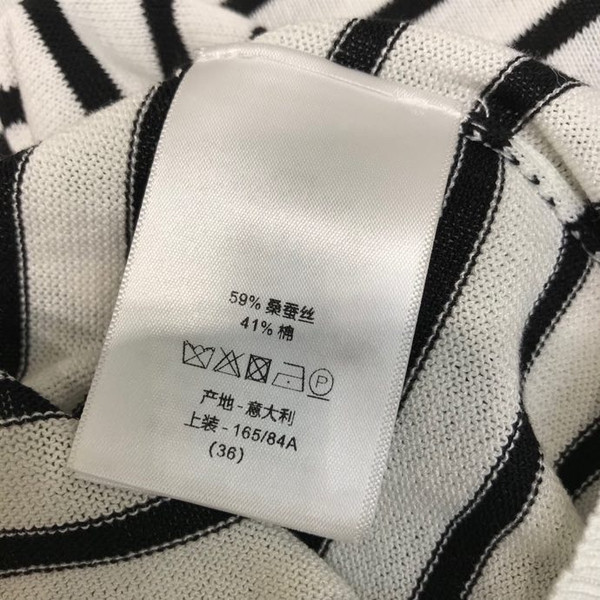 59% 桑蚕丝
41% 棉
P
产地 - 意大利
上装 - 165/84A
(36)